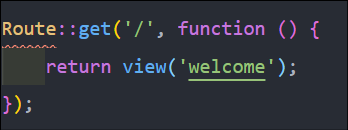 Route::get('/', function () {
    return view('welcome');
});